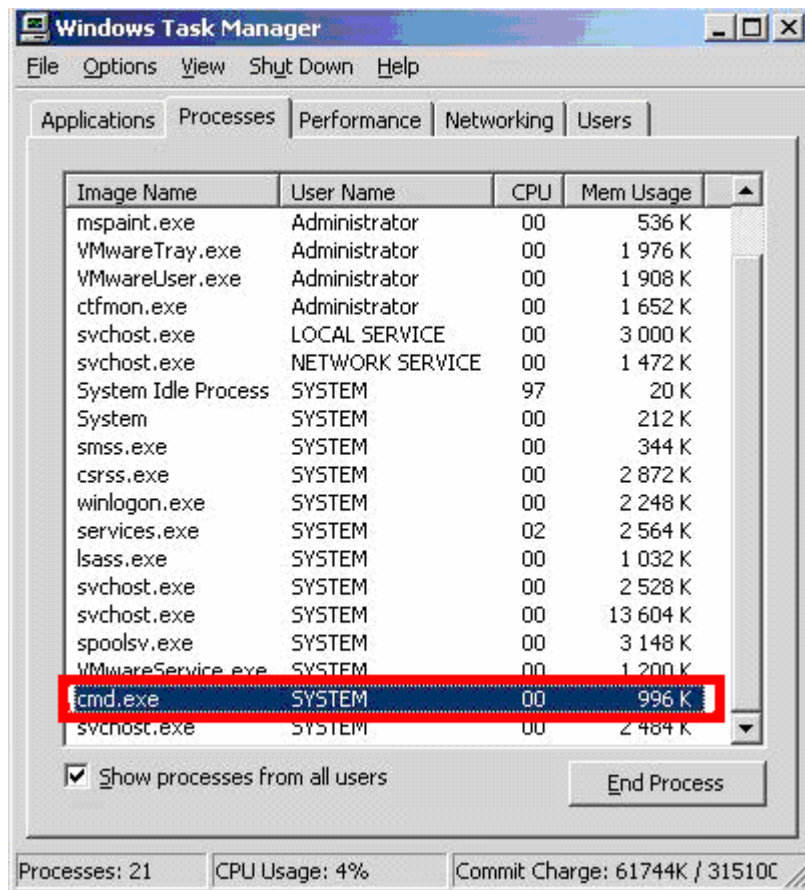 Windows Task Manager
File Options View Shut Down Help
Applications Processes Performance Networking Users
Image Name User Name CPU Mem Usage
mspaint.exe Administrator 00 536 K
VMwareTray.exe Administrator 00 1 976 K
VMwareUser.exe Administrator 00 1 908 K
ctfmon.exe Administrator 00 1 652 K
svchost.exe LOCAL SERVICE 00 3 000 K
svchost.exe NETWORK SERVICE 00 1 472 K
System Idle Process SYSTEM 97 20 K
System SYSTEM 00 212 K
smss.exe SYSTEM 00 344 K
csrss.exe SYSTEM 00 2 872 K
winlogon.exe SYSTEM 00 2 248 K
services.exe SYSTEM 02 2 564 K
lsass.exe SYSTEM 00 1 032 K
svchost.exe SYSTEM 00 2 528 K
svchost.exe SYSTEM 00 13 604 K
spoolsv.exe SYSTEM 00 3 148 K
VMwareService.exe SYSTEM 00 1 200 K
cmd.exe SYSTEM 00 996 K
svchost.exe SYSTEM 00 2 484 K
Show processes from all users
End Process
Processes: 21 CPU Usage: 4% Commit Charge: 61744K / 31510